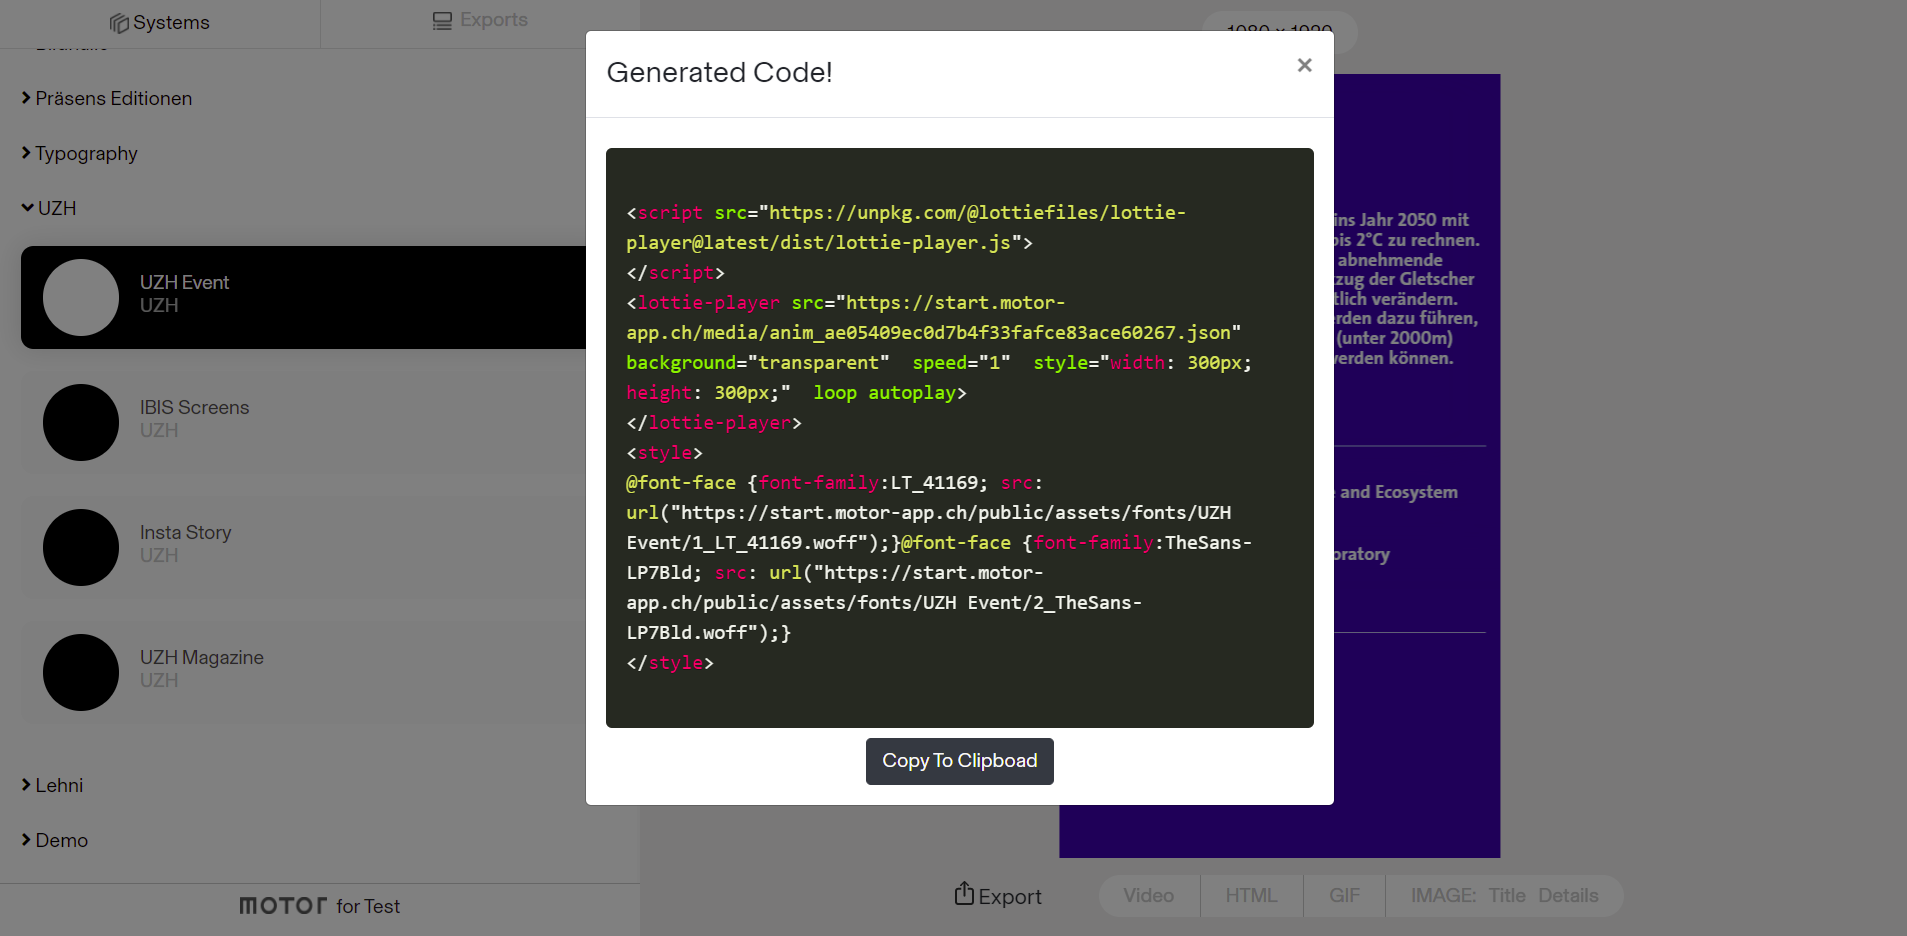 Systems
Exports
Präsens Editionen
Typography
UZH
UZH Event
UZH
IBIS Screens
UZH
Insta Story
UZH
UZH Magazine
UZH
Lehni
Demo
MOTOR for Test
1080 x 1920
Generated Code!
×
<script src="https://unpkg.com/@lottiefiles/lottie-
player@latest/dist/lottie-player.js">
</script>
<lottie-player src="https://start.motor-
app.ch/media/anim_ae05409ec0d7b4f33fafce83ace60267.json"
background="transparent"  speed="1"  style="width: 300px;
height: 300px;"  loop autoplay>
</lottie-player>
<style>
@font-face {font-family:LT_41169; src:
url("https://start.motor-app.ch/public/assets/fonts/UZH
Event/1_LT_41169.woff");}@font-face {font-family:TheSans-
LP7Bld; src: url("https://start.motor-
app.ch/public/assets/fonts/UZH Event/2_TheSans-
LP7Bld.woff");}
</style>
Copy To Clipboad
ins Jahr 2050 mit
bis 2°C zu rechnen.
abnehmende
zug der Gletscher
tlich verändern.
rden dazu führen,
(unter 2000m)
werden können.
and Ecosystem
oratory
Export
Video
HTML
GIF
IMAGE: Title Details